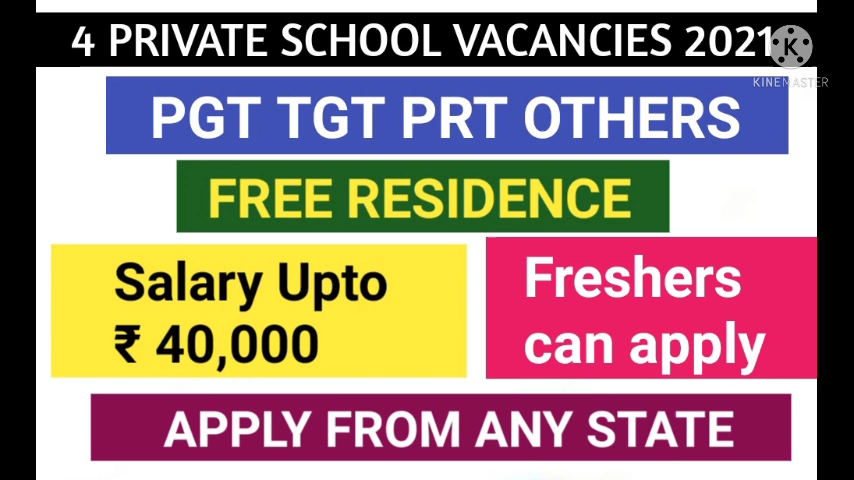 4 PRIVATE SCHOOL VACANCIES 2021
K
KINEMASTER
PGT TGT PRT OTHERS
FREE RESIDENCE
Salary Upto
₹ 40,000
Freshers
can apply
APPLY FROM ANY STATE